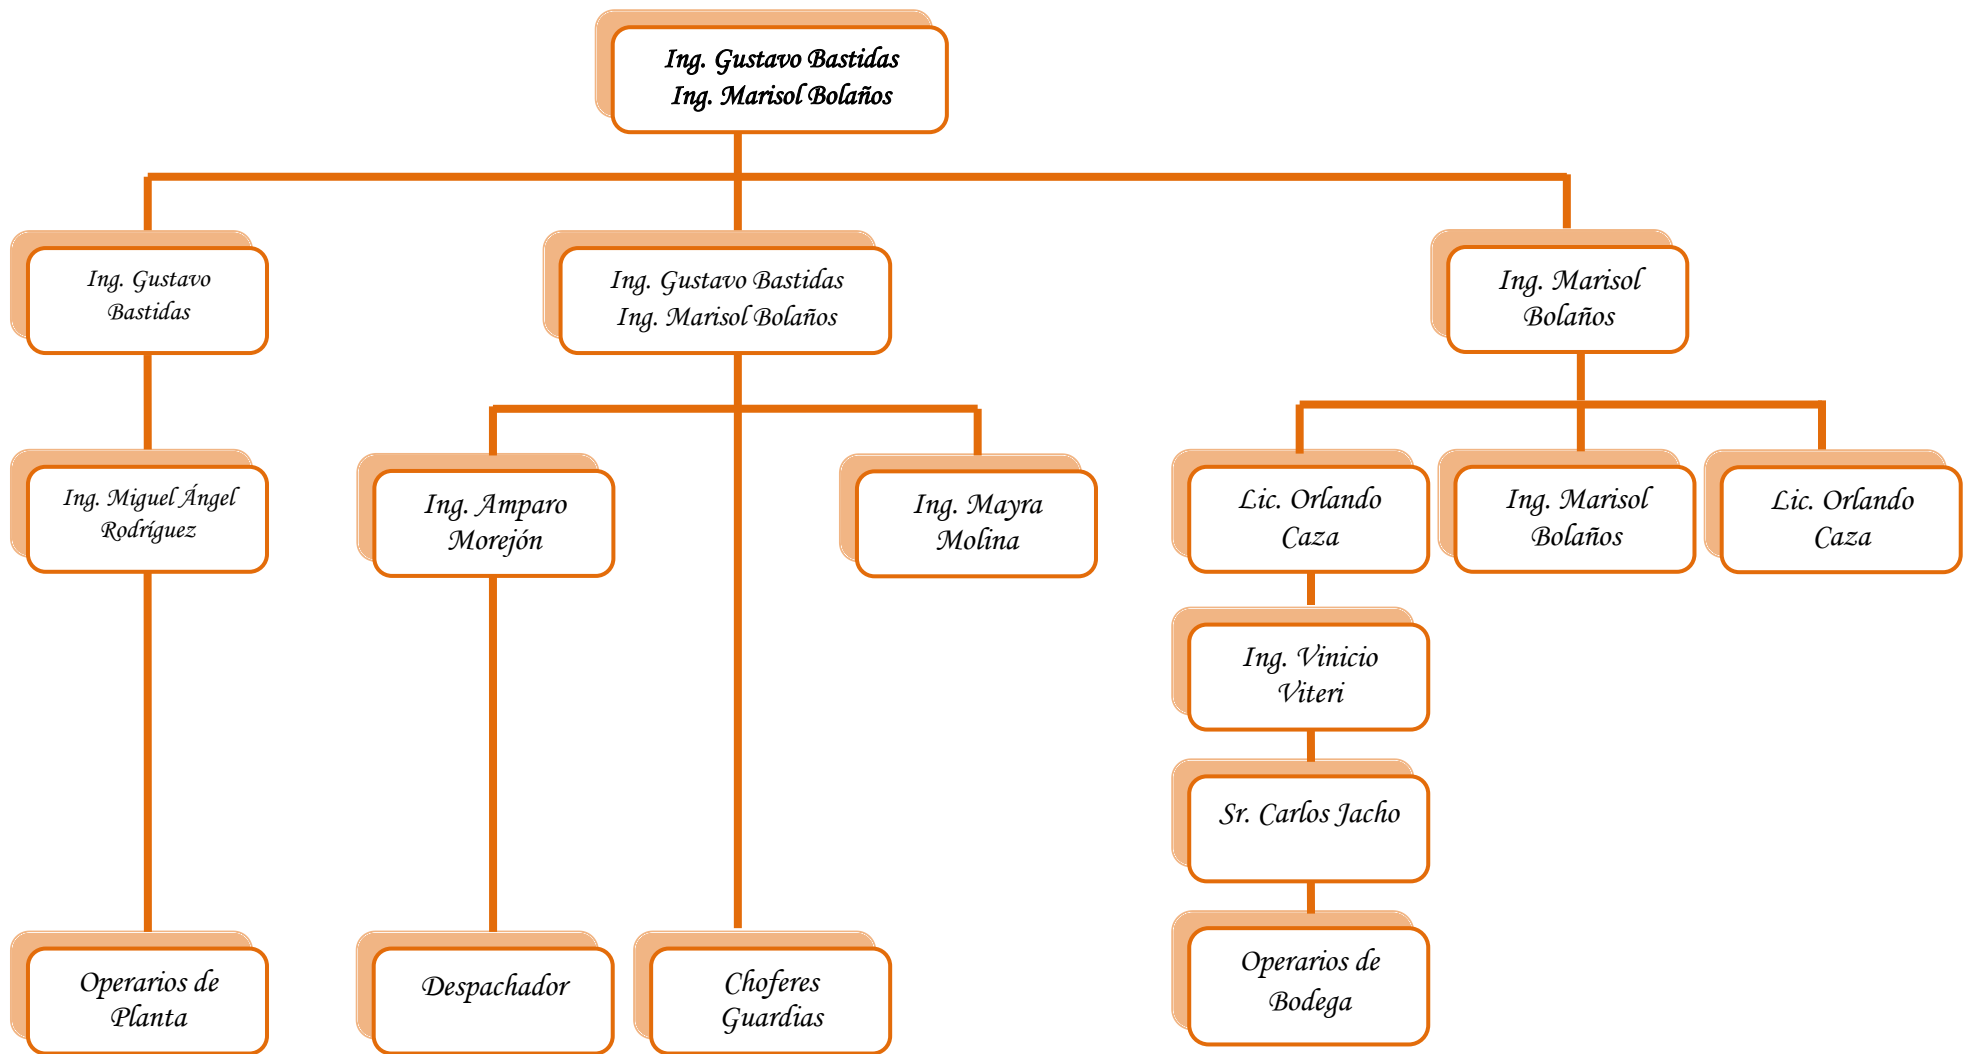 Ing. Gustavo Bastidas
Ing. Marisol Bolaños
Ing. Gustavo
Bastidas
Ing. Gustavo Bastidas
Ing. Marisol Bolaños
Ing. Marisol
Bolaños
Ing. Miguel Ángel
Rodríguez
Ing. Amparo
Morejón
Ing. Mayra
Molina
Lic. Orlando
Caza
Ing. Marisol
Bolaños
Lic. Orlando
Caza
Ing. Vinicio
Viteri
Sr. Carlos Jacho
Operarios de
Planta
Despachador
Choferes
Guardias
Operarios de
Bodega